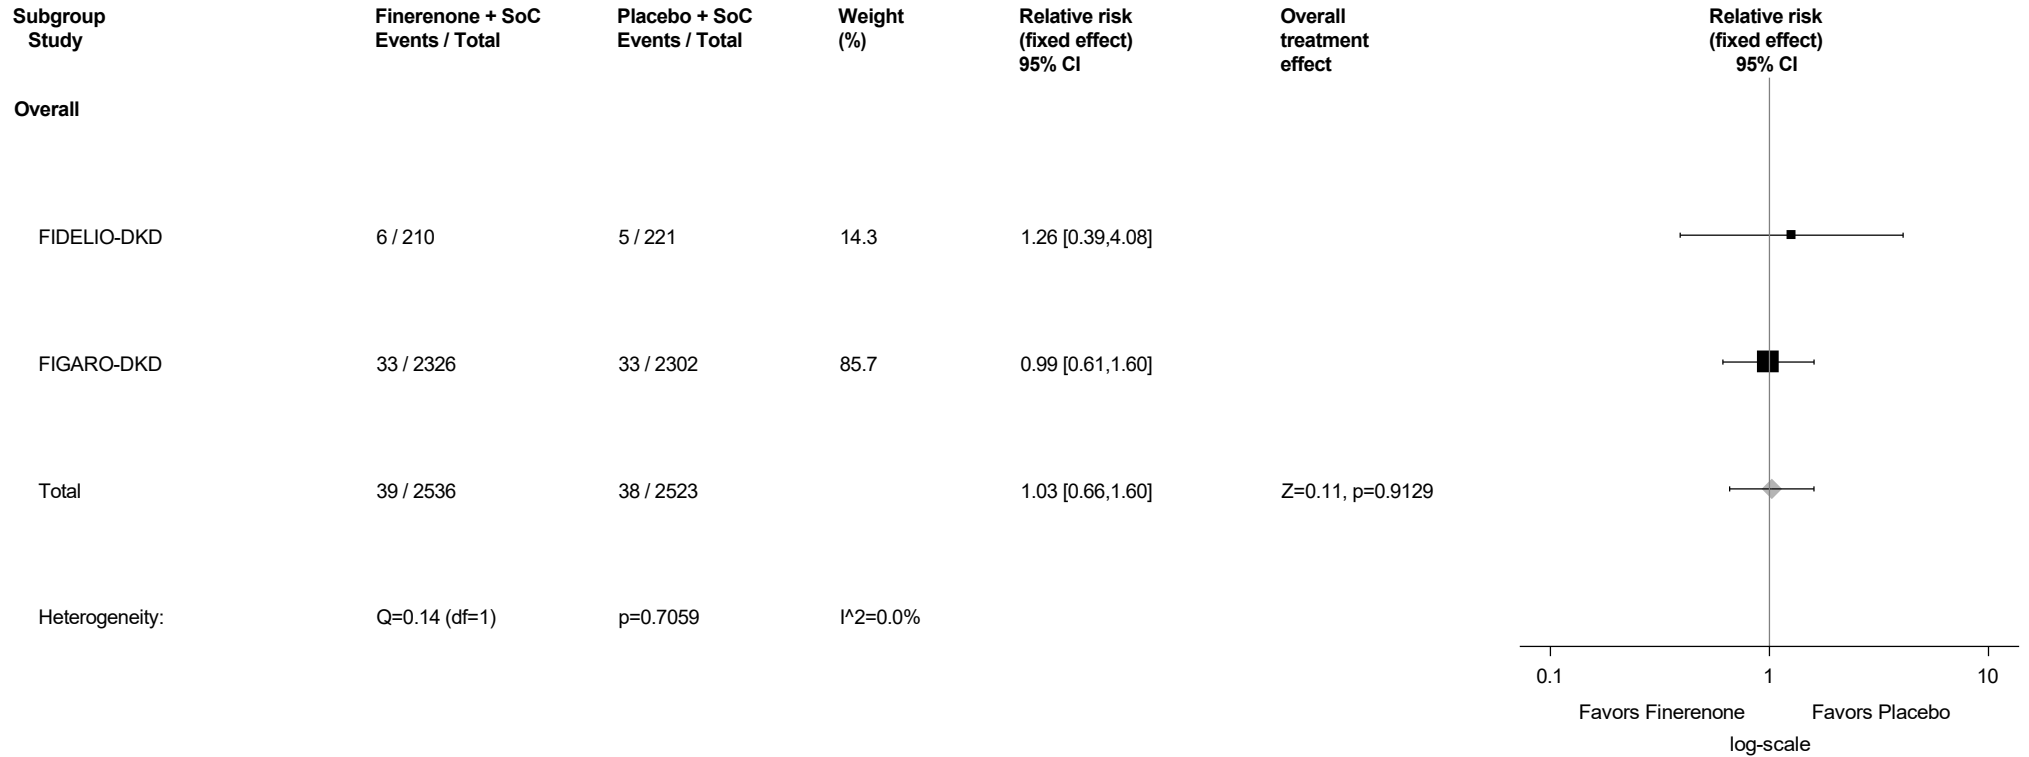 Subgroup Finerenone + SoC Placebo + SoC Weight Relative risk Overall Relative risk
Study Events / Total Events / Total (%) (fixed effect) treatment (fixed effect)
95% CI effect 95% CI
Overall
FIDELIO-DKD 6 / 210 5 / 221 14.3 1.26 [0.39,4.08]
FIGARO-DKD 33 / 2326 33 / 2302 85.7 0.99 [0.61,1.60]
Total 39 / 2536 38 / 2523 1.03 [0.66,1.60] Z=0.11, p=0.9129
Heterogeneity: Q=0.14 (df=1) p=0.7059 I^2=0.0%
0.1 1 10
Favors Finerenone Favors Placebo
log-scale